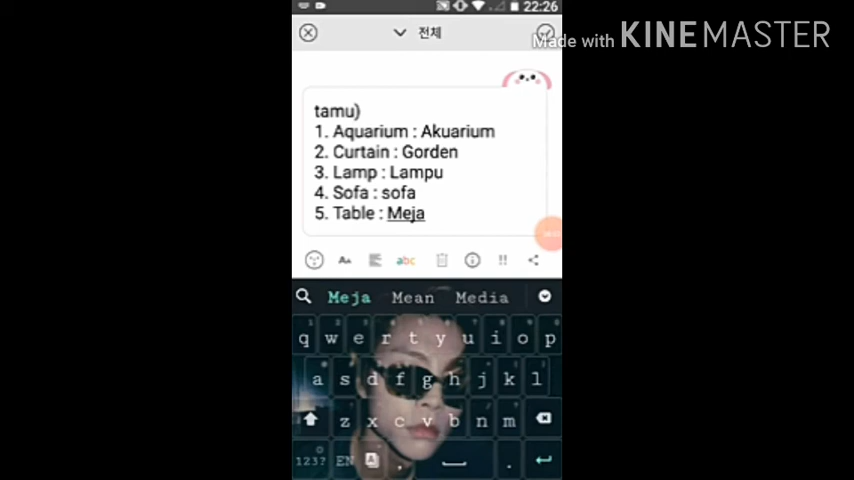 22:26
전체
Made with KINEMASTER
tamu)
1. Aquarium : Akuarium
2. Curtain : Gorden
3. Lamp : Lampu
4. Sofa : sofa
5. Table : Meja
abc
!!
Meja Mean Media
q w e r t y u i o p
a s d f g h j k l
z x c v b n m
123? EN , .